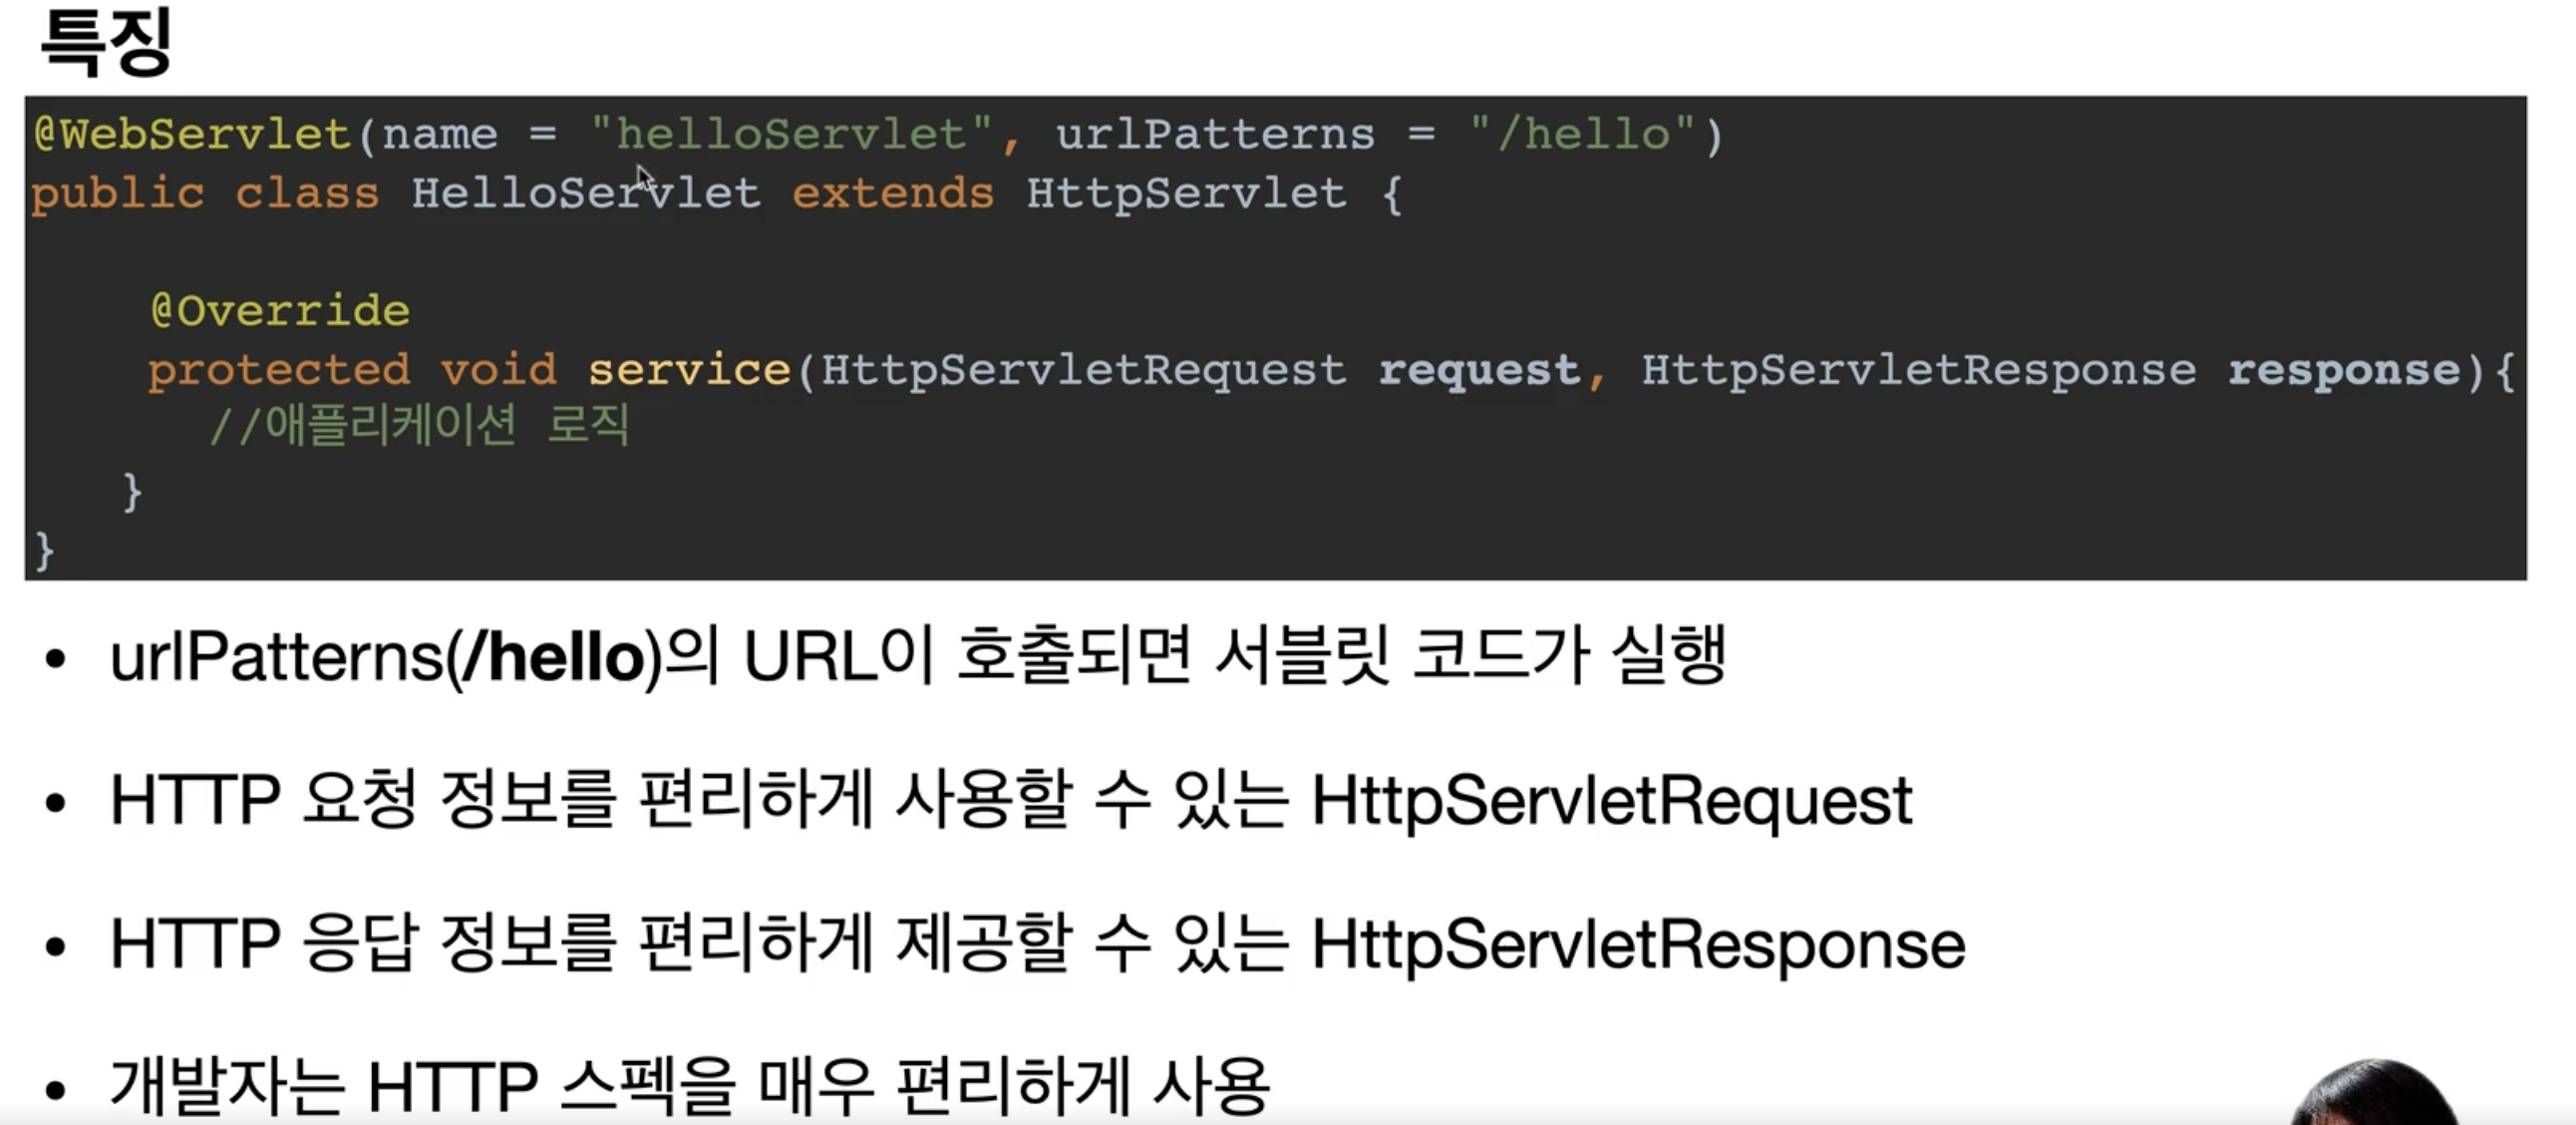 특징
@WebServlet(name = "helloServlet", urlPatterns = "/hello")
public class HelloServlet extends HttpServlet {
@Override
protected void service(HttpServletRequest request, HttpServletResponse response){
//애플리케이션 로직
}
}
• urlPatterns(/hello)의 URL이 호출되면 서블릿 코드가 실행
• HTTP 요청 정보를 편리하게 사용할 수 있는 HttpServletRequest
• HTTP 응답 정보를 편리하게 제공할 수 있는 HttpServletResponse
• 개발자는 HTTP 스펙을 매우 편리하게 사용